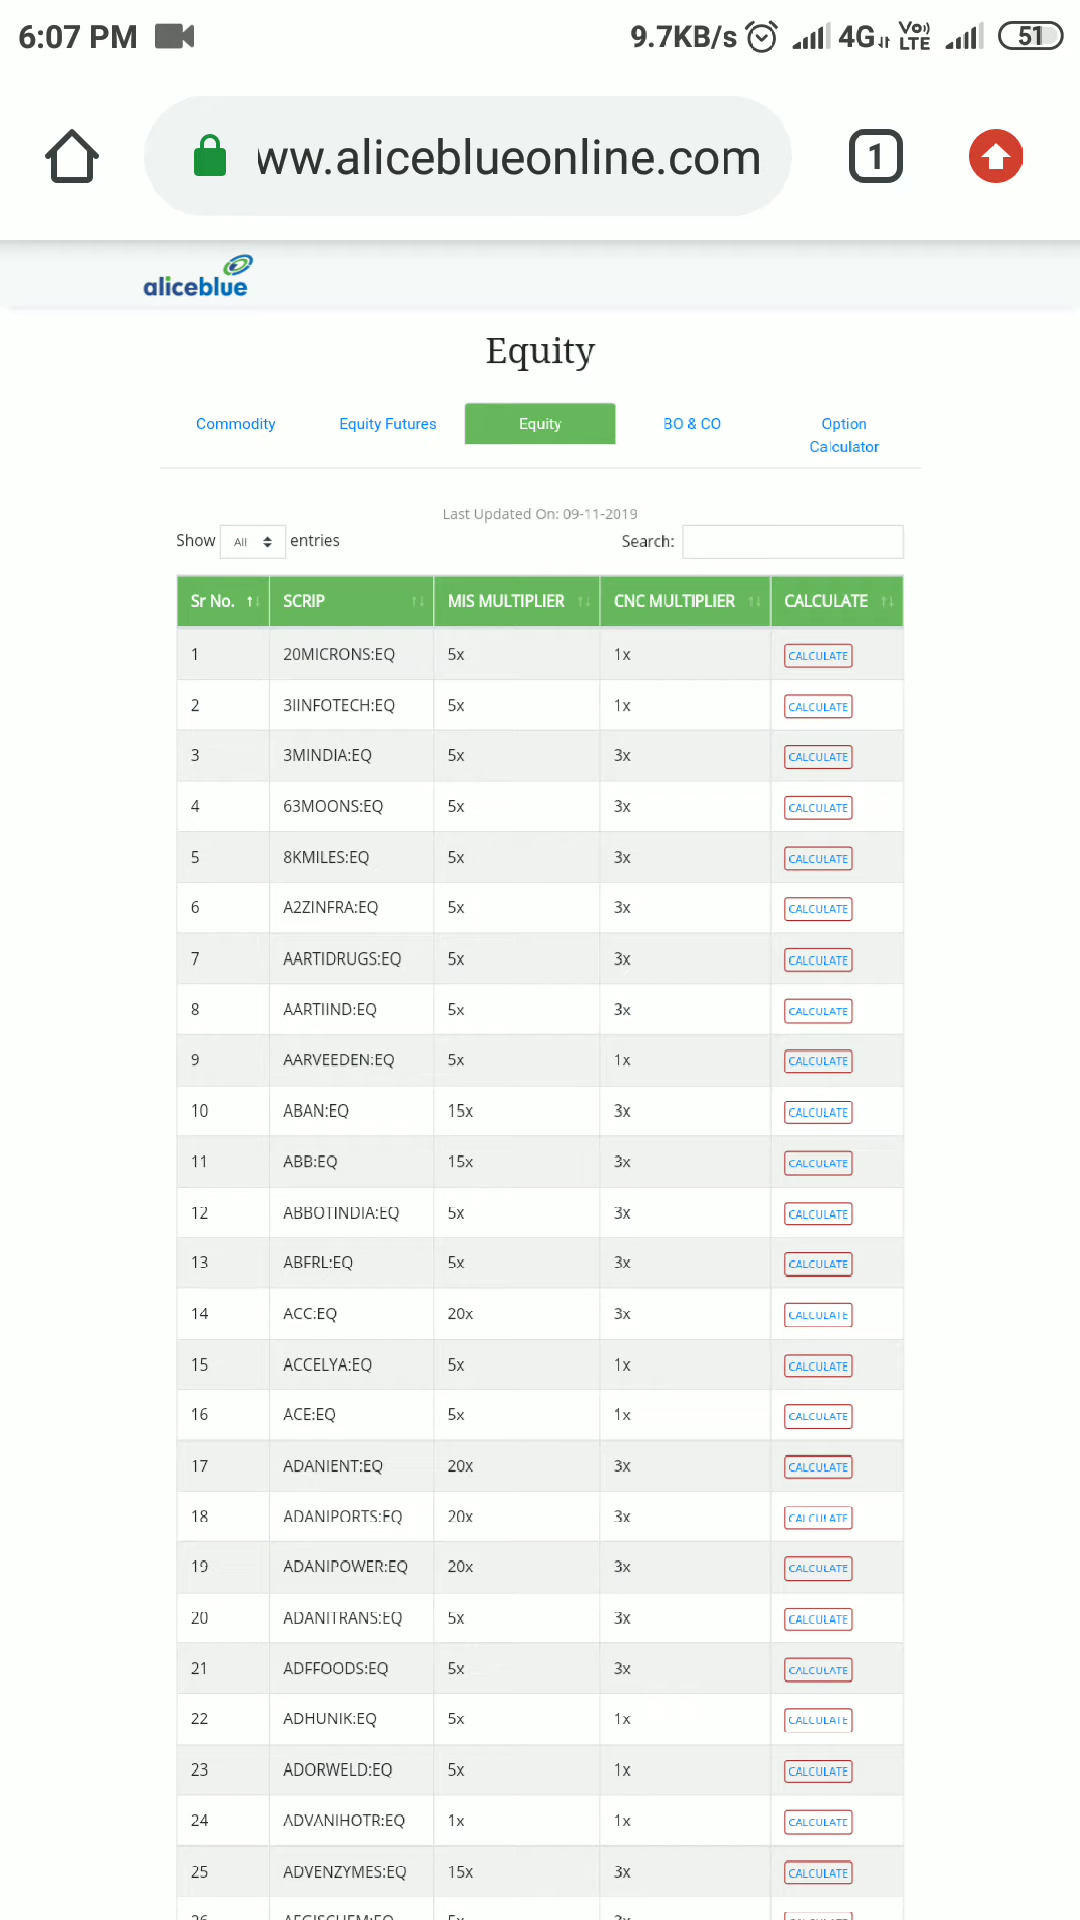 6:07 PM 9.7KB/s 4G Vo)) LTE 51
ww.aliceblueonline.com 1
aliceblue
Equity
Commodity Equity Futures Equity BO & CO Option Calculator
Last Updated On: 09-11-2019
Show All entries Search:
Sr No. SCRIP MIS MULTIPLIER CNC MULTIPLIER CALCULATE
1 20MICRONS:EQ 5x 1x CALCULATE
2 3IINFOTECH:EQ 5x 1x CALCULATE
3 3MINDIA:EQ 5x 3x CALCULATE
4 63MOONS:EQ 5x 3x CALCULATE
5 8KMILES:EQ 5x 3x CALCULATE
6 A2ZINFRA:EQ 5x 3x CALCULATE
7 AARTIDRUGS:EQ 5x 3x CALCULATE
8 AARTIIND:EQ 5x 3x CALCULATE
9 AARVEEDEN:EQ 5x 1x CALCULATE
10 ABAN:EQ 15x 3x CALCULATE
11 ABB:EQ 15x 3x CALCULATE
12 ABBOTINDIA:EQ 5x 3x CALCULATE
13 ABFRL:EQ 5x 3x CALCULATE
14 ACC:EQ 20x 3x CALCULATE
15 ACCELYA:EQ 5x 1x CALCULATE
16 ACE:EQ 5x 1x CALCULATE
17 ADANIENT:EQ 20x 3x CALCULATE
18 ADANIPORTS:EQ 20x 3x CALCULATE
19 ADANIPOWER:EQ 20x 3x CALCULATE
20 ADANITRANS:EQ 5x 3x CALCULATE
21 ADFFOODS:EQ 5x 3x CALCULATE
22 ADHUNIK:EQ 5x 1x CALCULATE
23 ADORWELD:EQ 5x 1x CALCULATE
24 ADVANIHOTR:EQ 1x 1x CALCULATE
25 ADVENZYMES:EQ 15x 3x CALCULATE